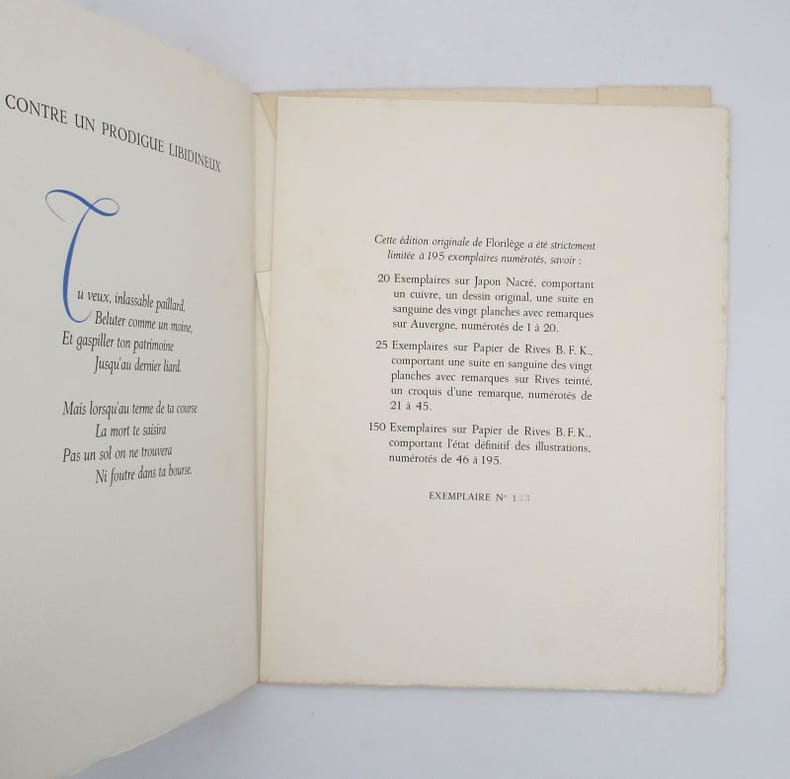 CONTRE UN PRODIGUE LIBIDINEUX
Tu veux, inlassable paillard,
Beluter comme un moine,
Et gaspiller ton patrimoine
Jusqu'au dernier liard.
Mais lorsqu'au terme de ta course
La mort te saisira
Pas un sol on ne trouvera
Ni foutre dans ta bourse.
Cette édition originale de Florilège a été strictement
limitée à 195 exemplaires numérotés, savoir :
20 Exemplaires sur Japon Nacré, comportant
un cuivre, un dessin original, une suite en
sanguine des vingt planches avec remarques
sur Auvergne, numérotés de 1 à 20.
25 Exemplaires sur Papier de Rives B. F. K.,
comportant une suite en sanguine des vingt
planches avec remarques sur Rives teinté,
un croquis d'une remarque, numérotés de
21 à 45.
150 Exemplaires sur Papier de Rives B. F. K.,
comportant l'état définitif des illustrations,
numérotés de 46 à 195.
EXEMPLAIRE N° 133